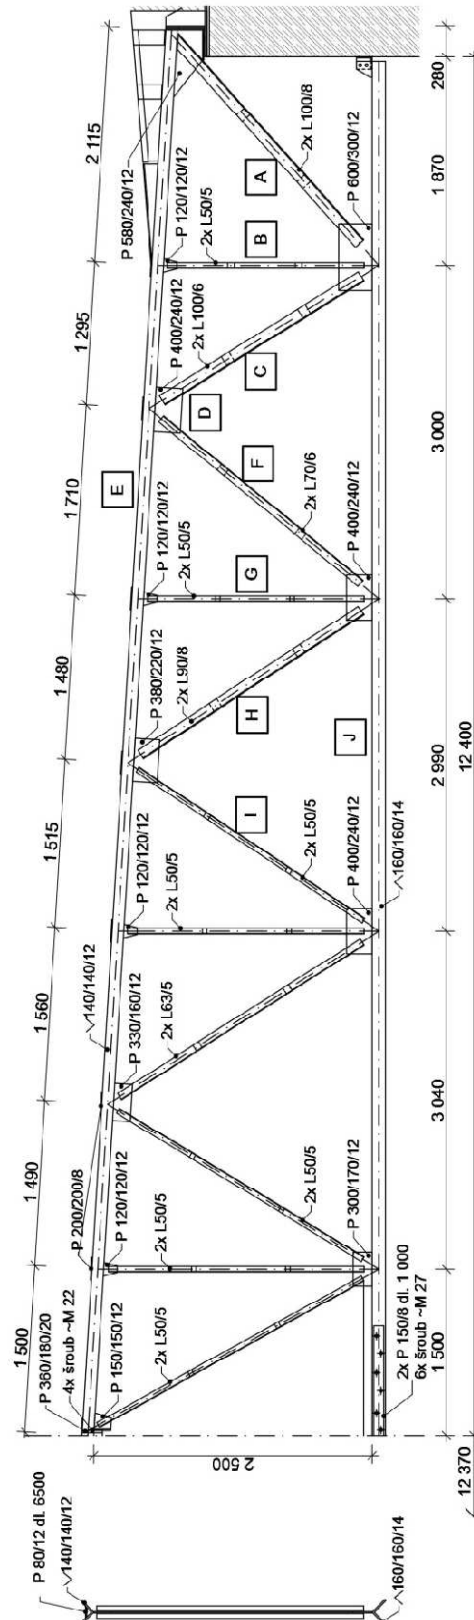 1 500
1 490
1 560
1 515
1 480
1 710
1 295
2 115
P 360/180/20
4x šroub ~M 22
P 150/150/12
2x L50/5
P 200/200/8
P 120/120/12
2x L50/5
140/140/12
P 330/160/12
2x L63/5
2x L50/5
P 300/170/12
P 120/120/12
2x L50/5
P 380/220/12
2x L90/8
2x L50/5
P 400/240/12
P 120/120/12
2x L50/5
2x L70/6
P 400/240/12
P 400/240/12
2x L100/6
P 120/120/12
2x L50/5
P 580/240/12
2x L100/8
P 600/300/12
A
B
C
D
E
F
G
H
I
J
2 500
P 80/12 dl. 6500
140/140/12
160/160/14
160/160/14
2x P 150/8 dl. 1 000
6x šroub ~M 27
1 500
3 040
2 990
3 000
1 870
280
12 370
12 400